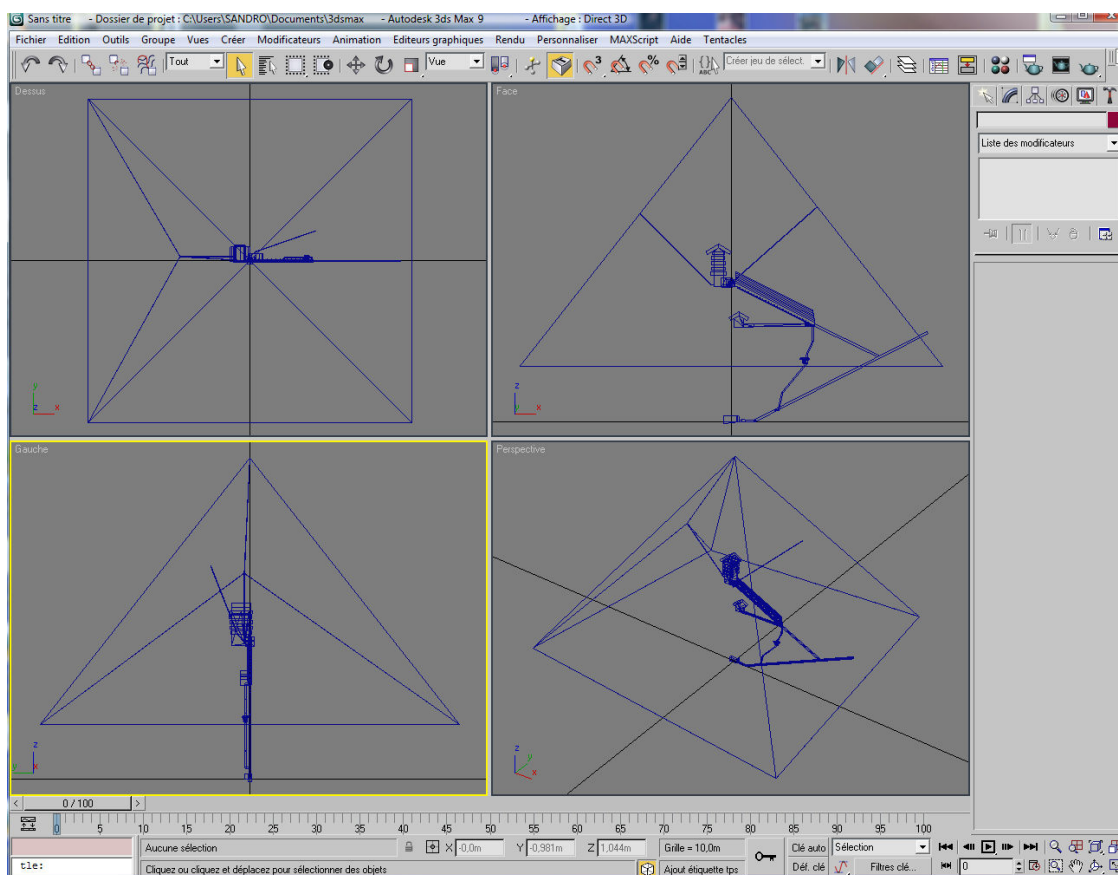 Sans titre - Dossier de projet : C:\Users\SANDRO\Documents\3dsmax - Autodesk 3ds Max 9 - Affichage : Direct 3D
Fichier Edition Outils Groupe Vues Créer Modificateurs Animation Editeurs graphiques Rendu Personnaliser MAXScript Aide Tentacles
Tout Vue 3 % ABC Créer jeu de sélect.
Dessus Face
Liste des modificateurs
y z x z y x
Gauche Perspective
z y z y x
0 / 100
0 5 10 15 20 25 30 35 40 45 50 55 60 65 70 75 80 85 90 95 100
Aucune sélection X -0,0m Y -0,981m Z 1,044m Grille = 10,0m Clé auto Sélection
tle: Cliquez ou cliquez et déplacez pour sélectionner des objets Ajout étiquette tps Déf. clé Filtres clé... 0